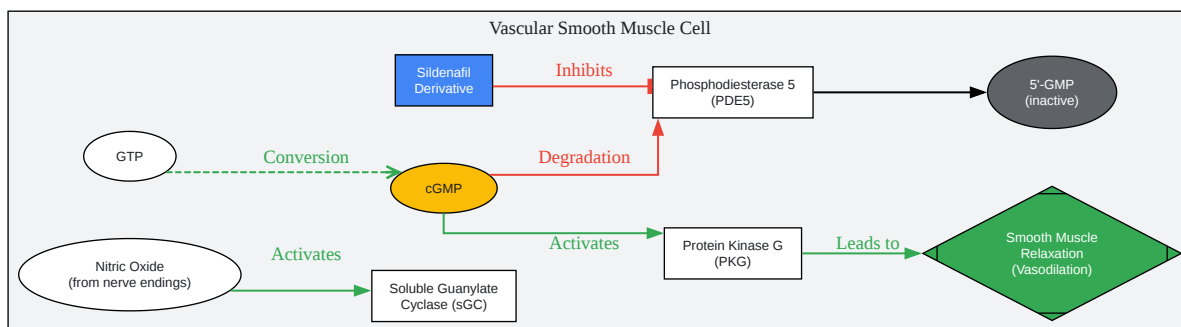 Vascular Smooth Muscle Cell
Sildenafil
Derivative
Inhibits
Phosphodiesterase 5
(PDE5)
5'-GMP
(inactive)
GTP
Conversion
cGMP
Degradation
Nitric Oxide
(from nerve endings)
Activates
Soluble Guanylate
Cyclase (sGC)
Activates
Protein Kinase G
(PKG)
Leads to
Smooth Muscle
Relaxation
(Vasodilation)